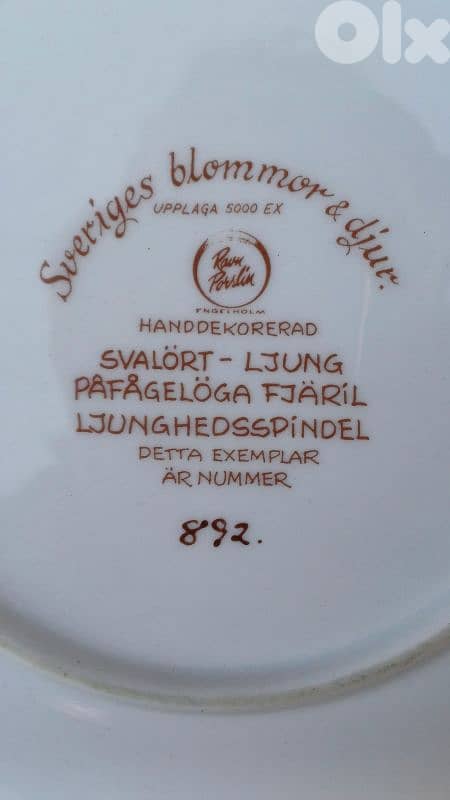 Olx
Sveriges blommor & djur.
UPPLAGA 5000 EX
Ravn
Porslin
ENGELHOLM
HANDDEKORERAD
SVALÖRT - LJUNG
PÅFÅGELÖGA FJÄRIL
LJUNGHEDSSPINDEL
DETTA EXEMPLAR
ÄR NUMMER
892.